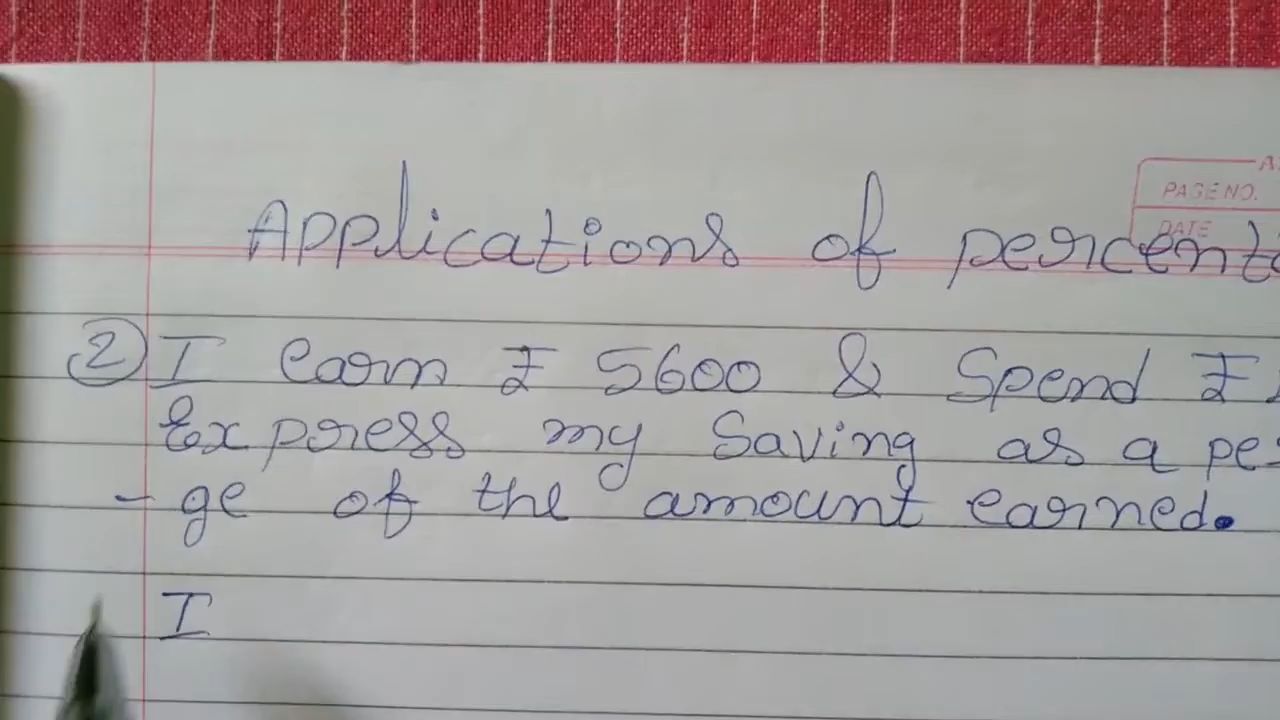 PAGE NO.
DATE
Applications of percent
② I earn ₹ 5600 & Spend ₹
Express my Saving as a pe
- ge of the amount earned.
I